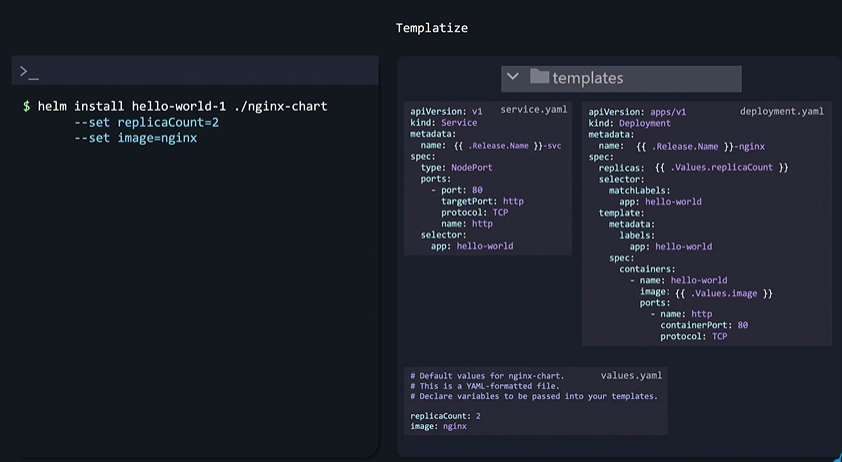 Templatize
>_
$ helm install hello-world-1 ./nginx-chart
--set replicaCount=2
--set image=nginx
templates
service.yaml
apiVersion: v1
kind: Service
metadata:
  name: {{ .Release.Name }}-svc
spec:
  type: NodePort
  ports:
    - port: 80
      targetPort: http
      protocol: TCP
      name: http
  selector:
    app: hello-world
deployment.yaml
apiVersion: apps/v1
kind: Deployment
metadata:
  name: {{ .Release.Name }}-nginx
spec:
  replicas: {{ .Values.replicaCount }}
  selector:
    matchLabels:
      app: hello-world
  template:
    metadata:
      labels:
        app: hello-world
    spec:
      containers:
        - name: hello-world
          image: {{ .Values.image }}
          ports:
            - name: http
              containerPort: 80
              protocol: TCP
values.yaml
# Default values for nginx-chart.
# This is a YAML-formatted file.
# Declare variables to be passed into your templates.
replicaCount: 2
image: nginx